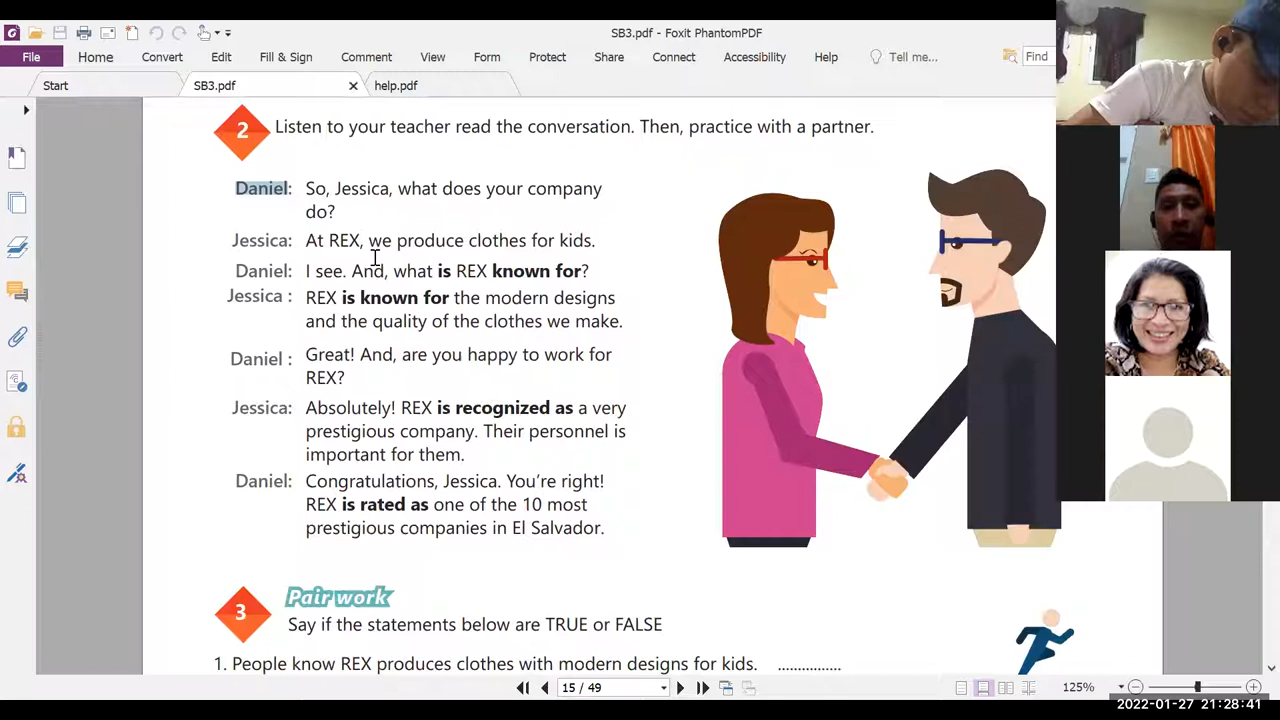 SB3.pdf - Foxit PhantomPDF
File Home Convert Edit Fill & Sign Comment View Form Protect Share Connect Accessibility Help Tell me... Find
Start SB3.pdf help.pdf
2 Listen to your teacher read the conversation. Then, practice with a partner.
Daniel: So, Jessica, what does your company
do?
Jessica: At REX, we produce clothes for kids.
Daniel: I see. And, what is REX known for?
Jessica : REX is known for the modern designs
and the quality of the clothes we make.
Daniel : Great! And, are you happy to work for
REX?
Jessica: Absolutely! REX is recognized as a very
prestigious company. Their personnel is
important for them.
Daniel: Congratulations, Jessica. You're right!
REX is rated as one of the 10 most
prestigious companies in El Salvador.
3 Pair work
Say if the statements below are TRUE or FALSE
1. People know REX produces clothes with modern designs for kids. ................
15 / 49 125%
2022-01-27 21:28:41